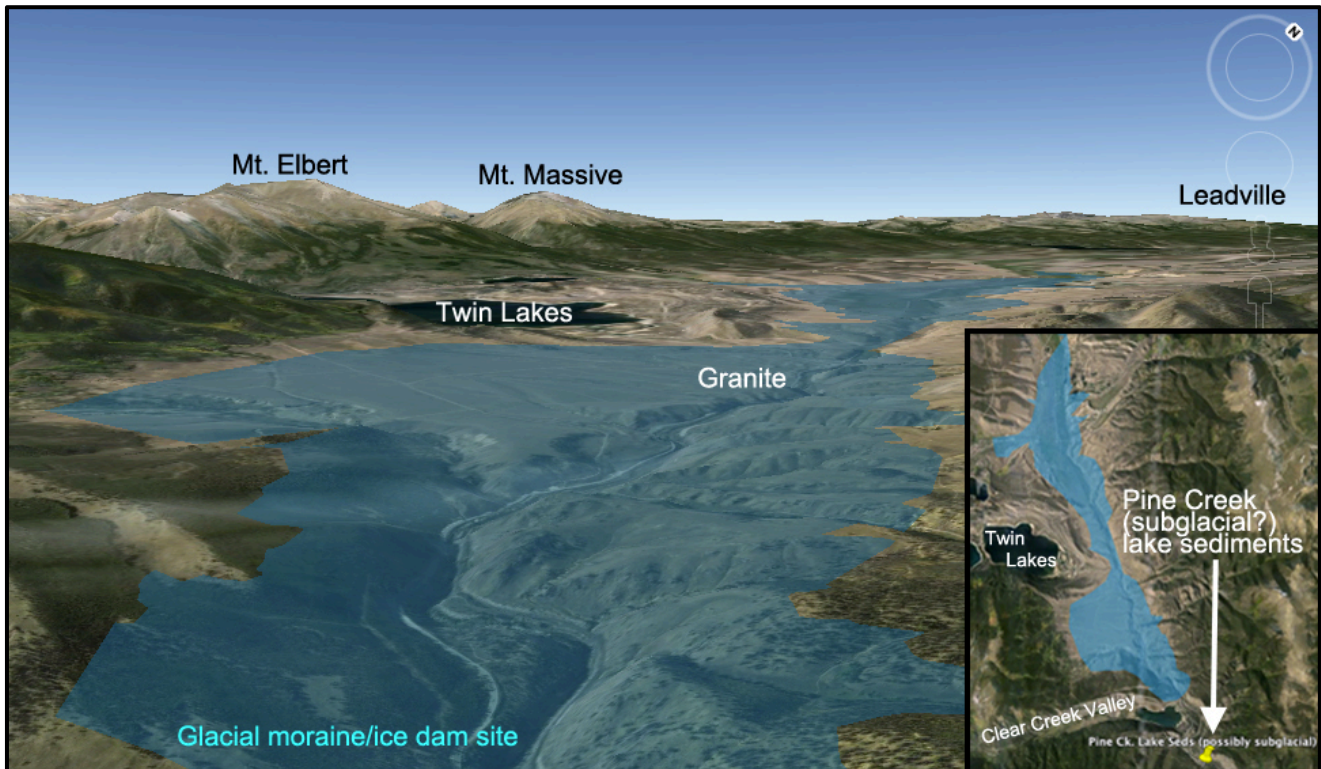 N
Mt. Elbert
Mt. Massive
Leadville
Twin Lakes
Granite
Glacial moraine/ice dam site
Pine Creek
(subglacial?)
lake sediments
Twin
Lakes
Clear Creek Valley
Pine Ck. Lake Seds (possibly subglacial)